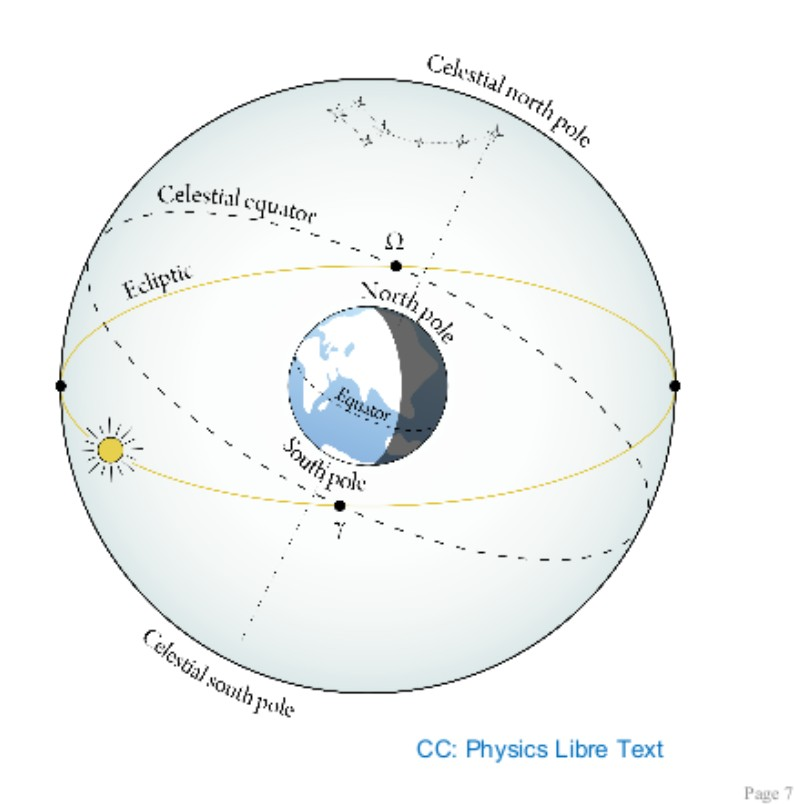 Celestial north pole
Celestial equator
Ω
Ecliptic
North pole
Equator
South pole
γ
Celestial south pole
CC: Physics Libre Text
Page 7